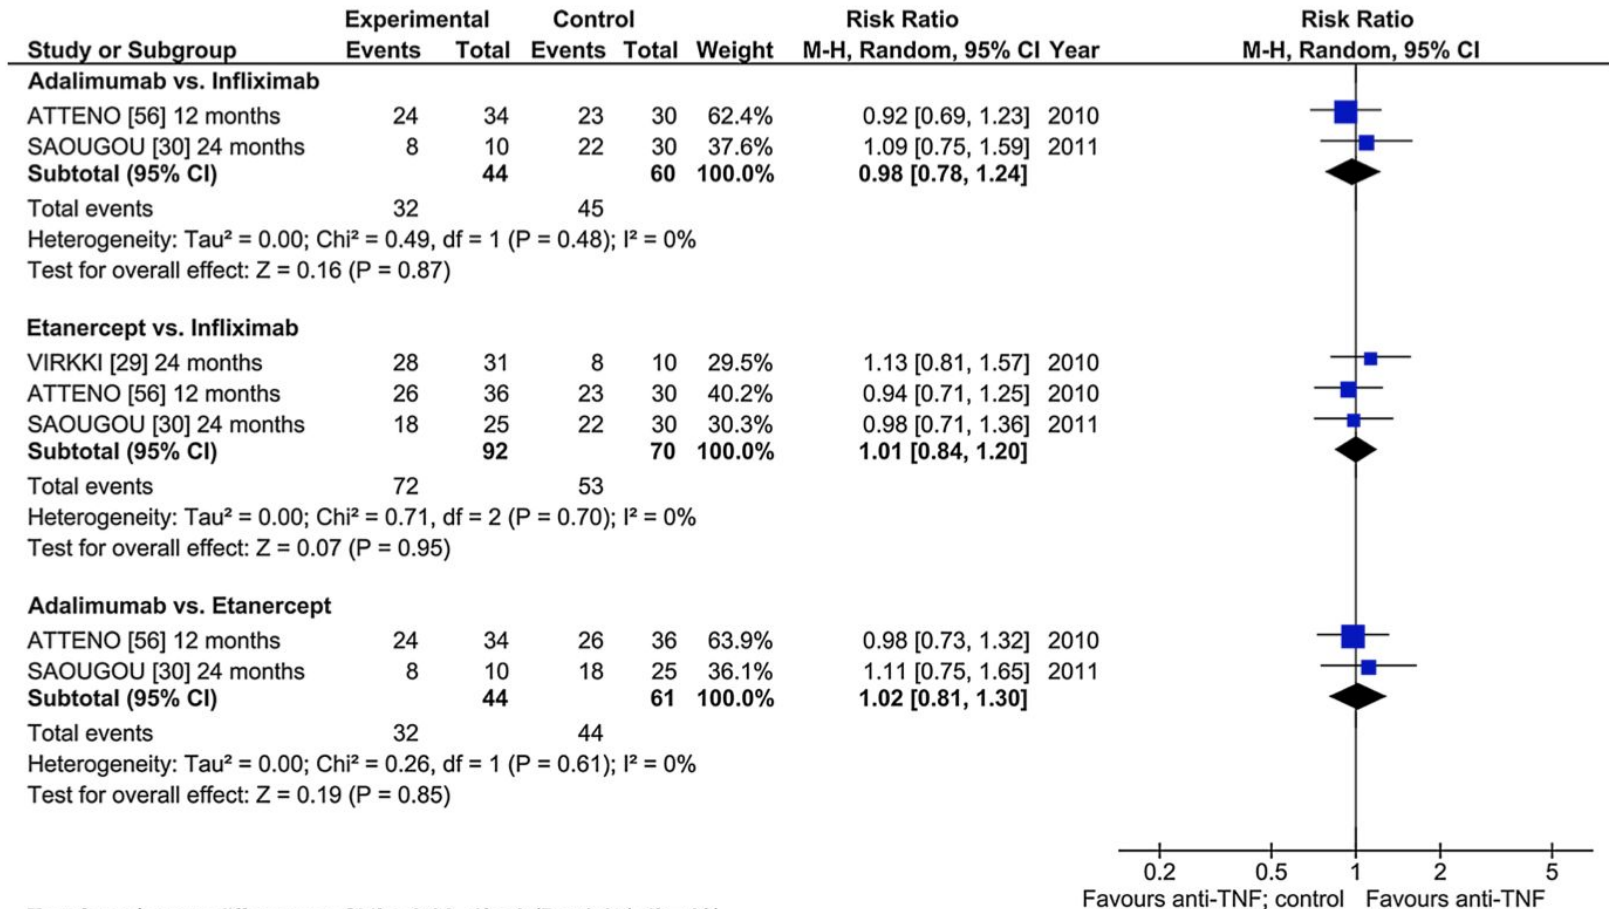 Experimental Control Risk Ratio Risk Ratio
Study or Subgroup Events Total Events Total Weight M-H, Random, 95% CI Year M-H, Random, 95% CI
Adalimumab vs. Infliximab
ATTENO [56] 12 months 24 34 23 30 62.4% 0.92 [0.69, 1.23] 2010
SAOUGOU [30] 24 months 8 10 22 30 37.6% 1.09 [0.75, 1.59] 2011
Subtotal (95% CI) 44 60 100.0% 0.98 [0.78, 1.24]
Total events 32 45
Heterogeneity: Tau² = 0.00; Chi² = 0.49, df = 1 (P = 0.48); I² = 0%
Test for overall effect: Z = 0.16 (P = 0.87)
Etanercept vs. Infliximab
VIRKKI [29] 24 months 28 31 8 10 29.5% 1.13 [0.81, 1.57] 2010
ATTENO [56] 12 months 26 36 23 30 40.2% 0.94 [0.71, 1.25] 2010
SAOUGOU [30] 24 months 18 25 22 30 30.3% 0.98 [0.71, 1.36] 2011
Subtotal (95% CI) 92 70 100.0% 1.01 [0.84, 1.20]
Total events 72 53
Heterogeneity: Tau² = 0.00; Chi² = 0.71, df = 2 (P = 0.70); I² = 0%
Test for overall effect: Z = 0.07 (P = 0.95)
Adalimumab vs. Etanercept
ATTENO [56] 12 months 24 34 26 36 63.9% 0.98 [0.73, 1.32] 2010
SAOUGOU [30] 24 months 8 10 18 25 36.1% 1.11 [0.75, 1.65] 2011
Subtotal (95% CI) 44 61 100.0% 1.02 [0.81, 1.30]
Total events 32 44
Heterogeneity: Tau² = 0.00; Chi² = 0.26, df = 1 (P = 0.61); I² = 0%
Test for overall effect: Z = 0.19 (P = 0.85)
0.2 0.5 1 2 5
Favours anti-TNF; control Favours anti-TNF